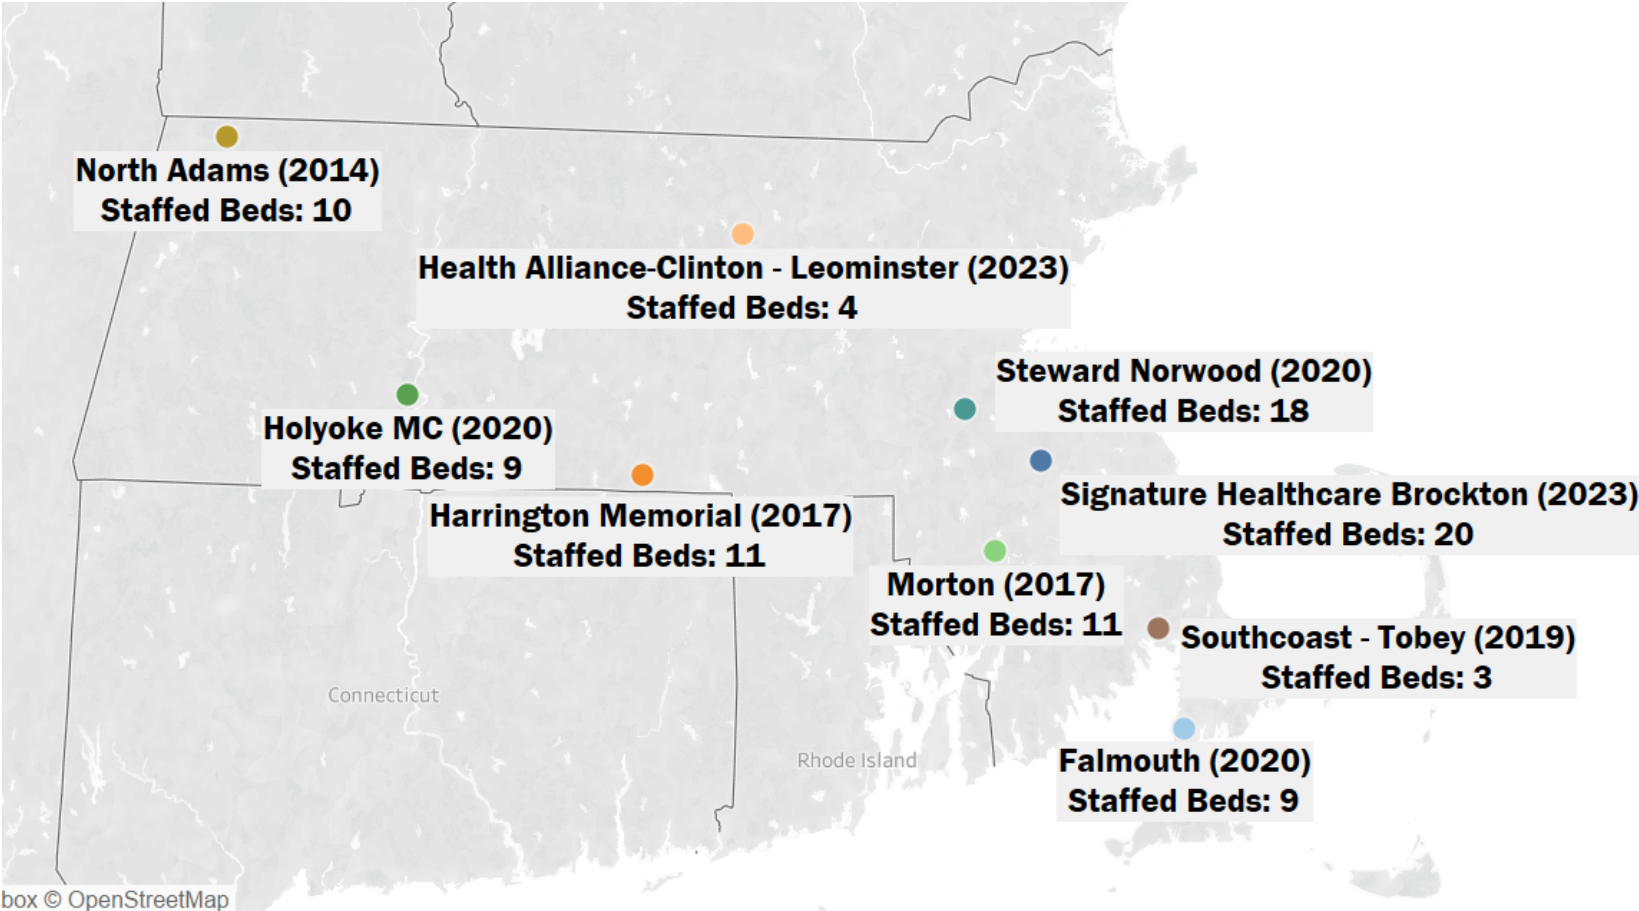 North Adams (2014)
Staffed Beds: 10
Health Alliance-Clinton - Leominster (2023)
Staffed Beds: 4
Steward Norwood (2020)
Staffed Beds: 18
Holyoke MC (2020)
Staffed Beds: 9
Harrington Memorial (2017)
Staffed Beds: 11
Signature Healthcare Brockton (2023)
Staffed Beds: 20
Morton (2017)
Staffed Beds: 11
Southcoast - Tobey (2019)
Staffed Beds: 3
Connecticut
Rhode Island
Falmouth (2020)
Staffed Beds: 9
box © OpenStreetMap